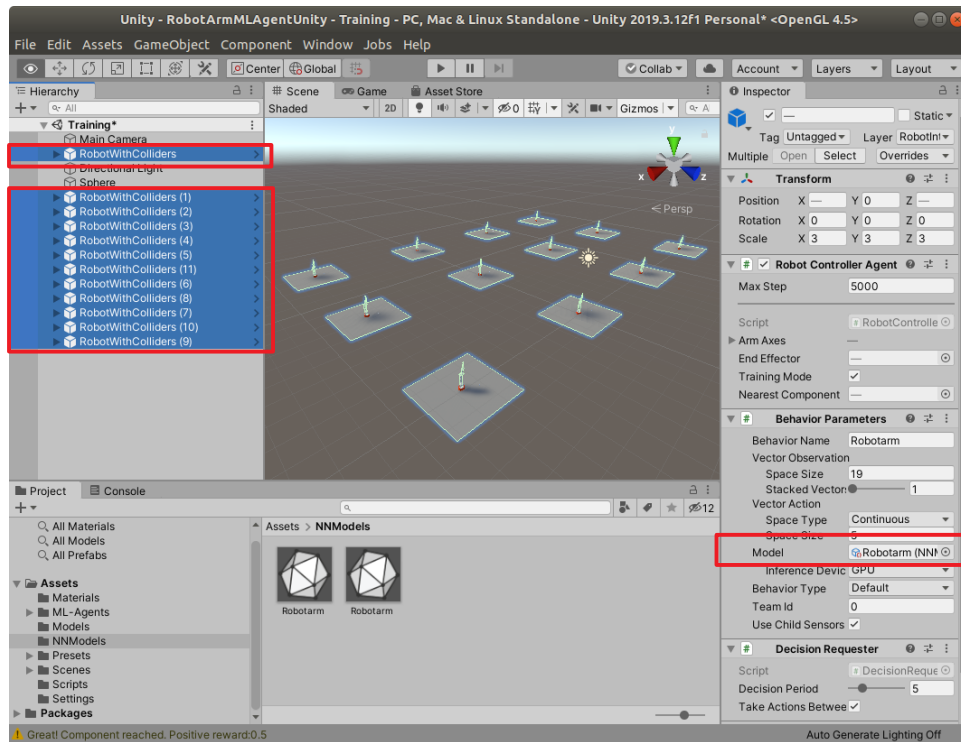 Unity - RobotArmMLAgentUnity - Training - PC, Mac & Linux Standalone - Unity 2019.3.12f1 Personal* <OpenGL 4.5>
File Edit Assets GameObject Component Window Jobs Help
Center Global Collab Account Layers Layout
Hierarchy
All
Training*
Main Camera
RobotWithColliders
Directional Light
Sphere
RobotWithColliders (1)
RobotWithColliders (2)
RobotWithColliders (3)
RobotWithColliders (4)
RobotWithColliders (5)
RobotWithColliders (11)
RobotWithColliders (6)
RobotWithColliders (8)
RobotWithColliders (7)
RobotWithColliders (10)
RobotWithColliders (9)
Scene Game Asset Store
Shaded 2D 0 Gizmos A
y
x z
Persp
Inspector
— Static
Tag Untagged Layer RobotInt
Multiple Open Select Overrides
Transform
Position X — Y 0 Z —
Rotation X 0 Y 0 Z 0
Scale X 3 Y 3 Z 3
# Robot Controller Agent
Max Step 5000
Script RobotControlle
Arm Axes —
End Effector —
Training Mode
Nearest Component —
# Behavior Parameters
Behavior Name Robotarm
Vector Observation
Space Size 19
Stacked Vector 1
Vector Action
Space Type Continuous
Space Size 5
Model Robotarm (NNM
Inference Devic GPU
Behavior Type Default
Team Id 0
Use Child Sensors
# Decision Requester
Script DecisionReque
Decision Period 5
Take Actions Betwee
Project Console
12
All Materials
All Models
All Prefabs
Assets
Materials
ML-Agents
Models
NNModels
Presets
Scenes
Scripts
Settings
Packages
Assets > NNModels
Robotarm Robotarm
Great! Component reached. Positive reward:0.5
Auto Generate Lighting Off